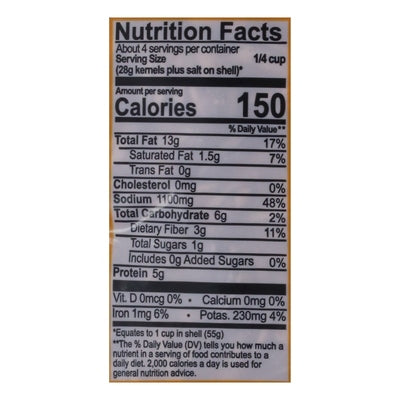 Nutrition Facts
About 4 servings per container
Serving Size 1/4 cup
(28g kernels plus salt on shell)*
Amount per serving
Calories 150
% Daily Value**
Total Fat 13g 17%
Saturated Fat 1.5g 7%
Trans Fat 0g
Cholesterol 0mg 0%
Sodium 1100mg 48%
Total Carbohydrate 6g 2%
Dietary Fiber 3g 11%
Total Sugars 1g
Includes 0g Added Sugars 0%
Protein 5g
Vit. D 0mcg 0% • Calcium 0mg 0%
Iron 1mg 6% • Potas. 230mg 4%
*Equates to 1 cup in shell (55g)
**The % Daily Value (DV) tells you how much a
nutrient in a serving of food contributes to a
daily diet. 2,000 calories a day is used for
general nutrition advice.